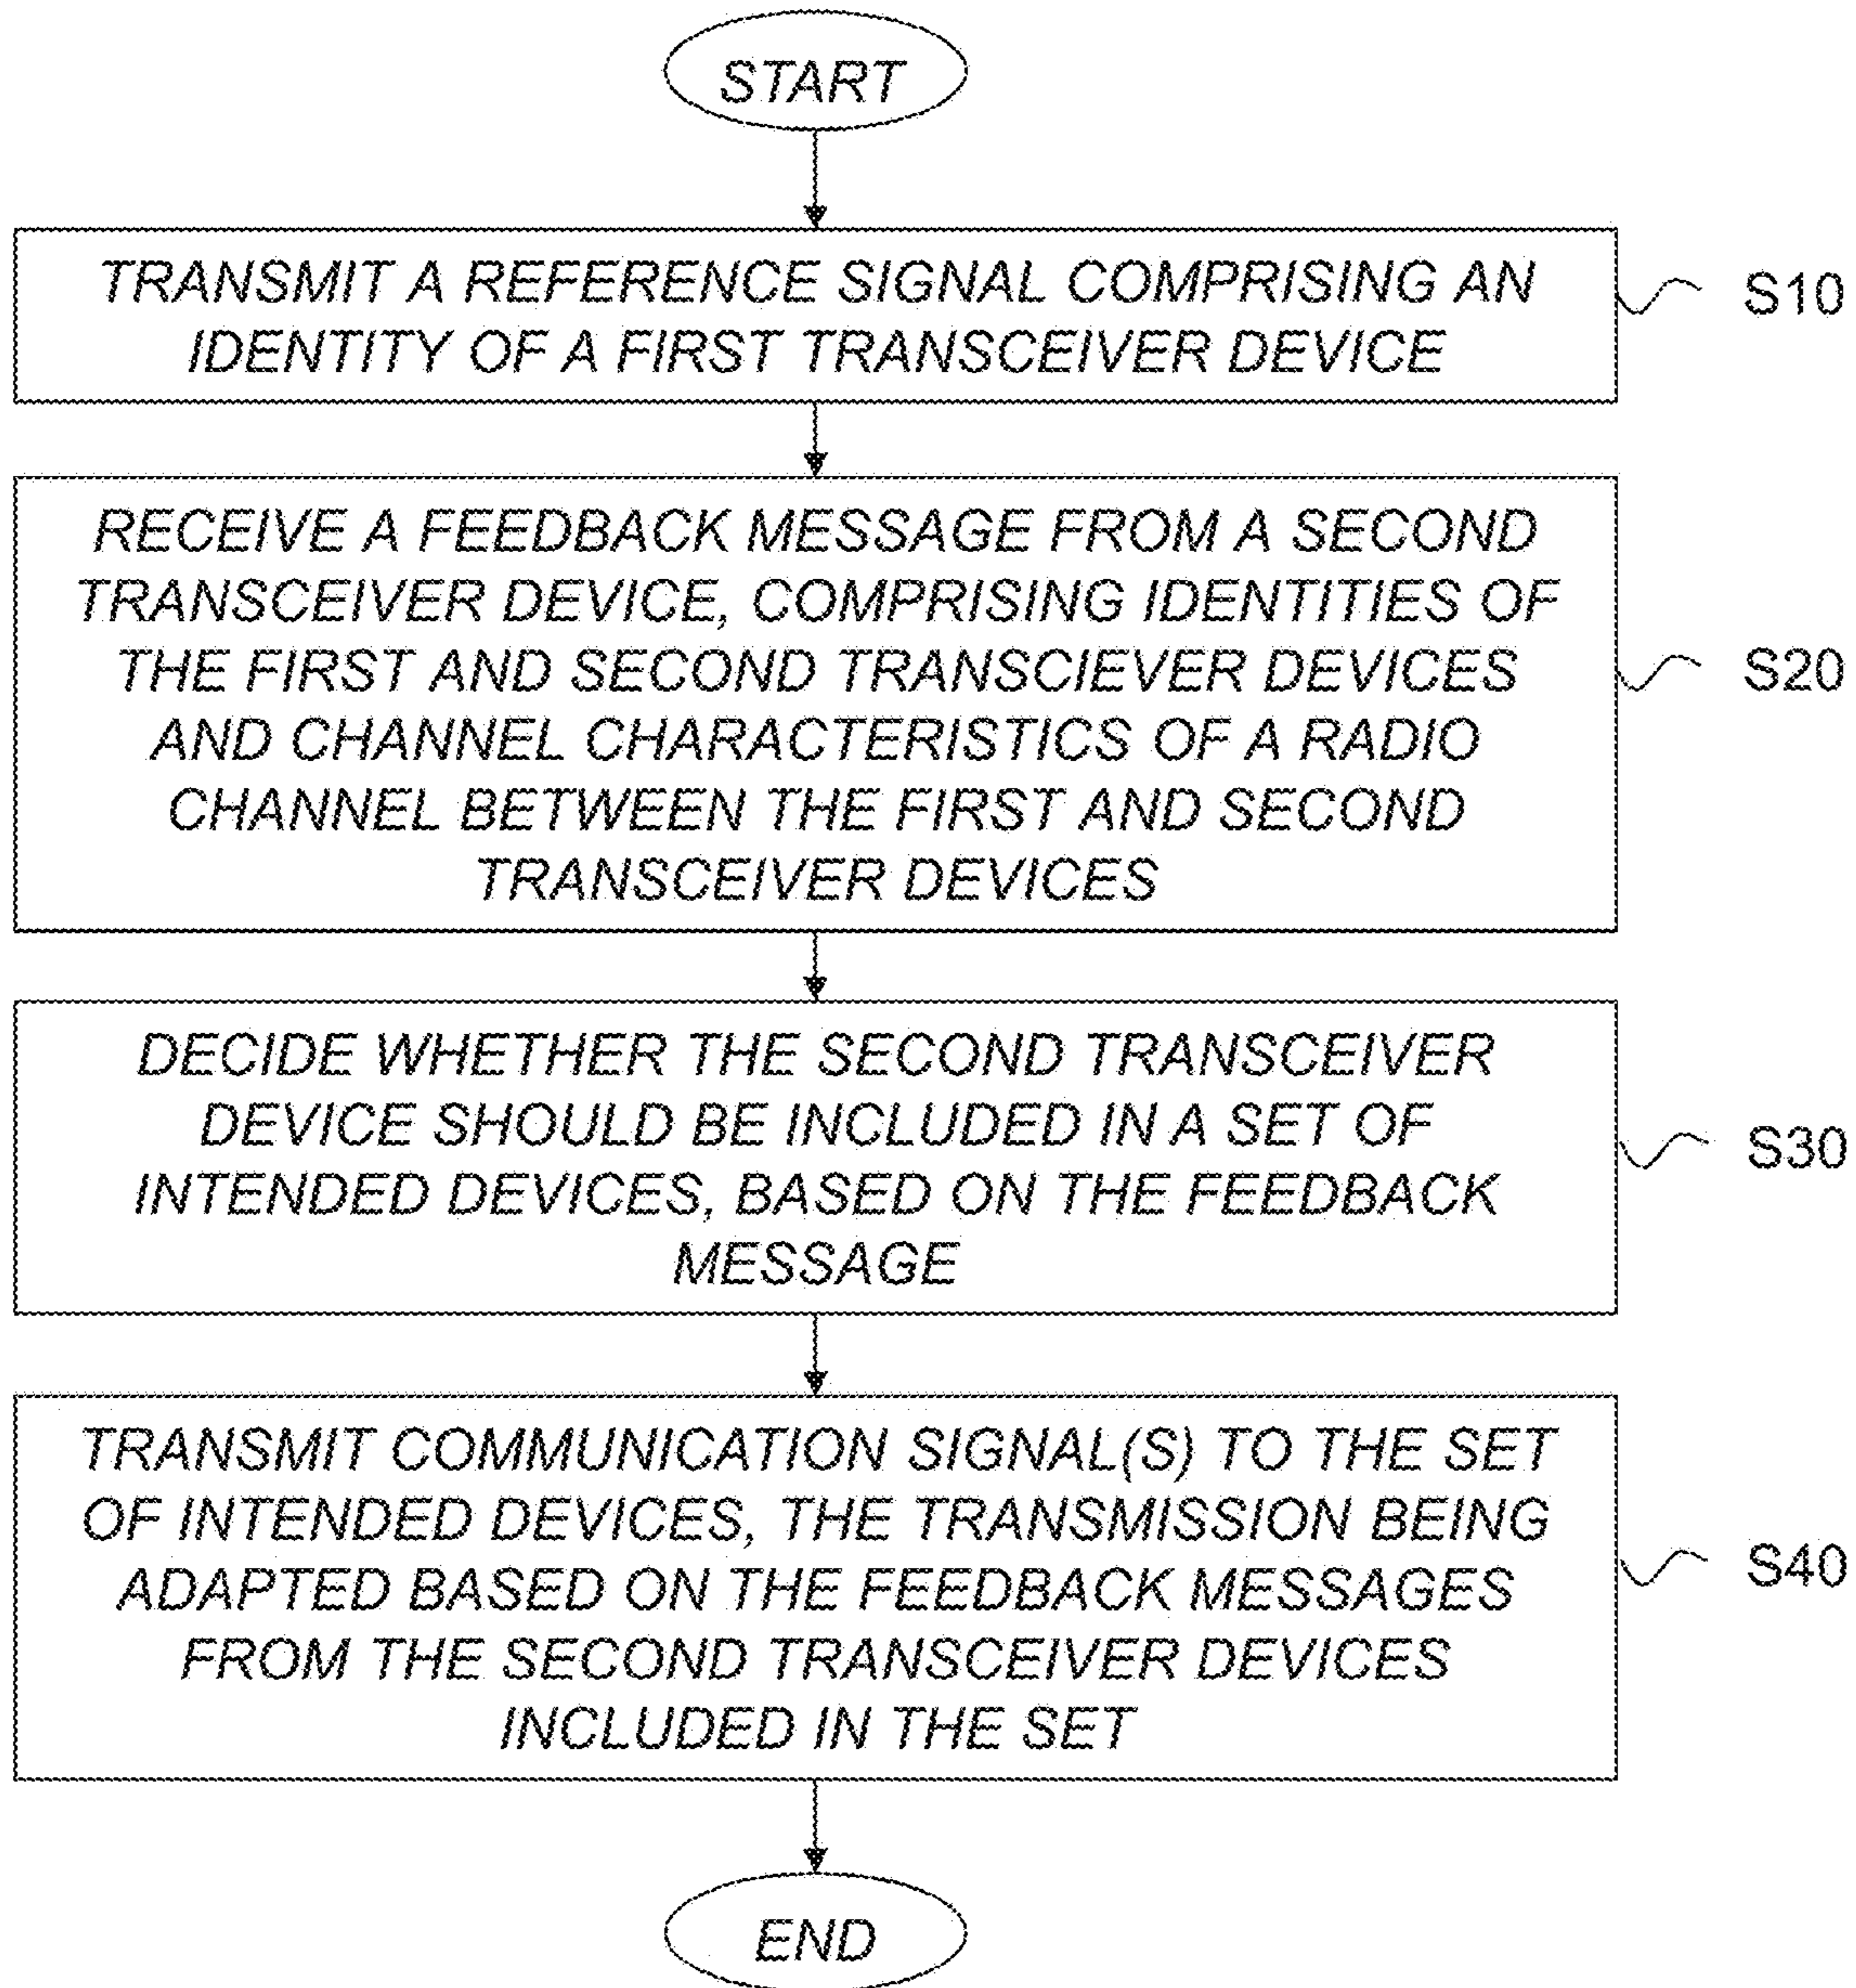 START
TRANSMIT A REFERENCE SIGNAL COMPRISING AN
IDENTITY OF A FIRST TRANSCEIVER DEVICE
S10
RECEIVE A FEEDBACK MESSAGE FROM A SECOND
TRANSCEIVER DEVICE, COMPRISING IDENTITIES OF
THE FIRST AND SECOND TRANSCIEVER DEVICES
AND CHANNEL CHARACTERISTICS OF A RADIO
CHANNEL BETWEEN THE FIRST AND SECOND
TRANSCEIVER DEVICES
S20
DECIDE WHETHER THE SECOND TRANSCEIVER
DEVICE SHOULD BE INCLUDED IN A SET OF
INTENDED DEVICES, BASED ON THE FEEDBACK
MESSAGE
S30
TRANSMIT COMMUNICATION SIGNAL(S) TO THE SET
OF INTENDED DEVICES, THE TRANSMISSION BEING
ADAPTED BASED ON THE FEEDBACK MESSAGES
FROM THE SECOND TRANSCEIVER DEVICES
INCLUDED IN THE SET
S40
END